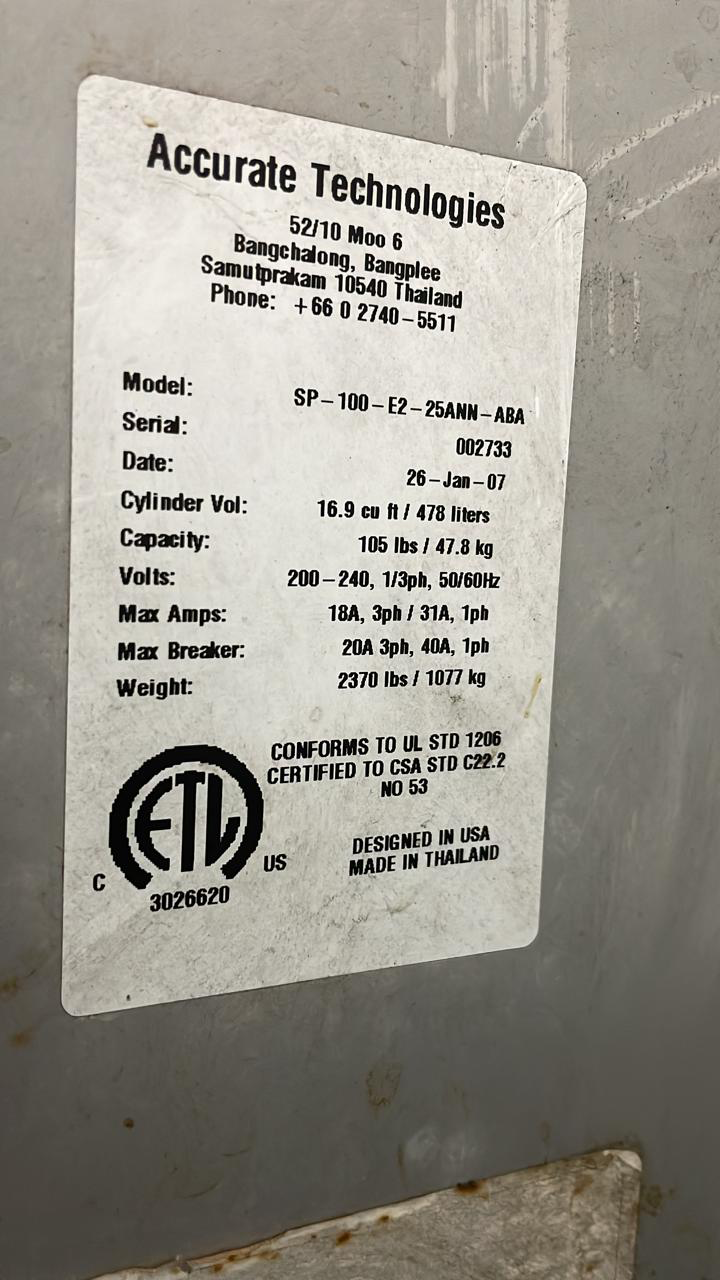 Accurate Technologies
52/10 Moo 6
Bangchalong, Bangplee
Samutprakam 10540 Thailand
Phone: +66 0 2740-5511
Model: SP-100-E2-25ANN-ABA
Serial: 002733
Date: 26-Jan-07
Cylinder Vol: 16.9 cu ft / 478 liters
Capacity: 105 lbs / 47.8 kg
Volts: 200-240, 1/3ph, 50/60Hz
Max Amps: 18A, 3ph / 31A, 1ph
Max Breaker: 20A 3ph, 40A, 1ph
Weight: 2370 lbs / 1077 kg
CONFORMS TO UL STD 1206
CERTIFIED TO CSA STD C22.2
NO 53
ETL
C US
3026620
DESIGNED IN USA
MADE IN THAILAND